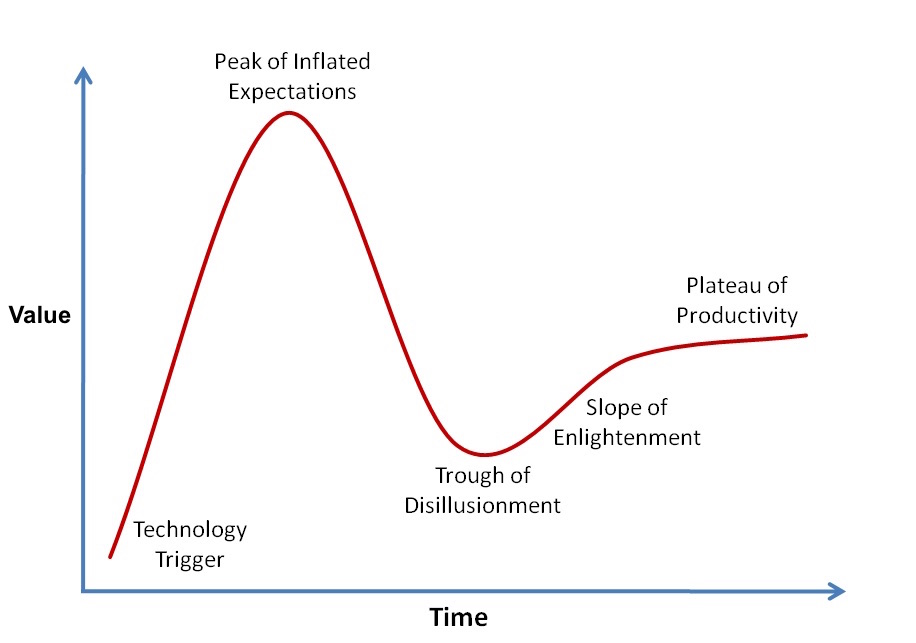 Peak of Inflated
Expectations
Plateau of
Productivity
Value
Slope of
Enlightenment
Trough of
Disillusionment
Technology
Trigger
Time